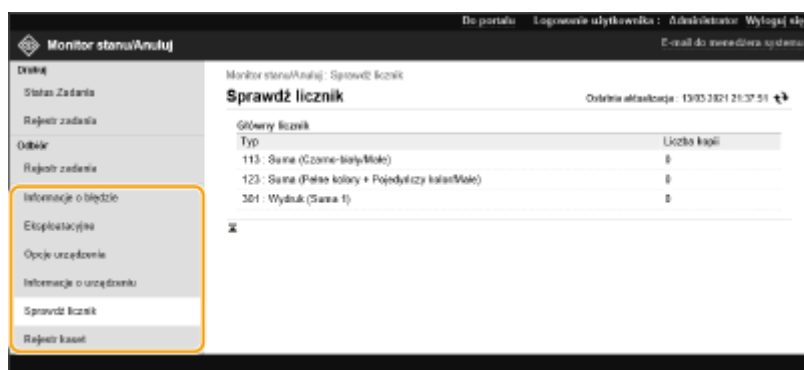 Do portalu Logowanie użytkownika : Administrator Wyloguj się
Monitor stanu/Anuluj
E-mail do menedżera systemu
Drukuj
Status Zadania
Rejestr zadania
Odbiór
Rejestr zadania
Informacje o błędzie
Eksploatacyjne
Opcje urządzenia
Informacje o urządzeniu
Sprawdź licznik
Rejestr kaset
Monitor stanu/Anuluj : Sprawdź licznik
Sprawdź licznik
Ostatnia aktualizacja : 13/03 2021 21:37:51
Główny licznik
Typ Liczba kopii
113 : Suma (Czarno-biały/Małe) 0
123 : Suma (Pełne kolory + Pojedyńczy kolor/Małe) 0
301 : Wydruk (Suma 1) 0